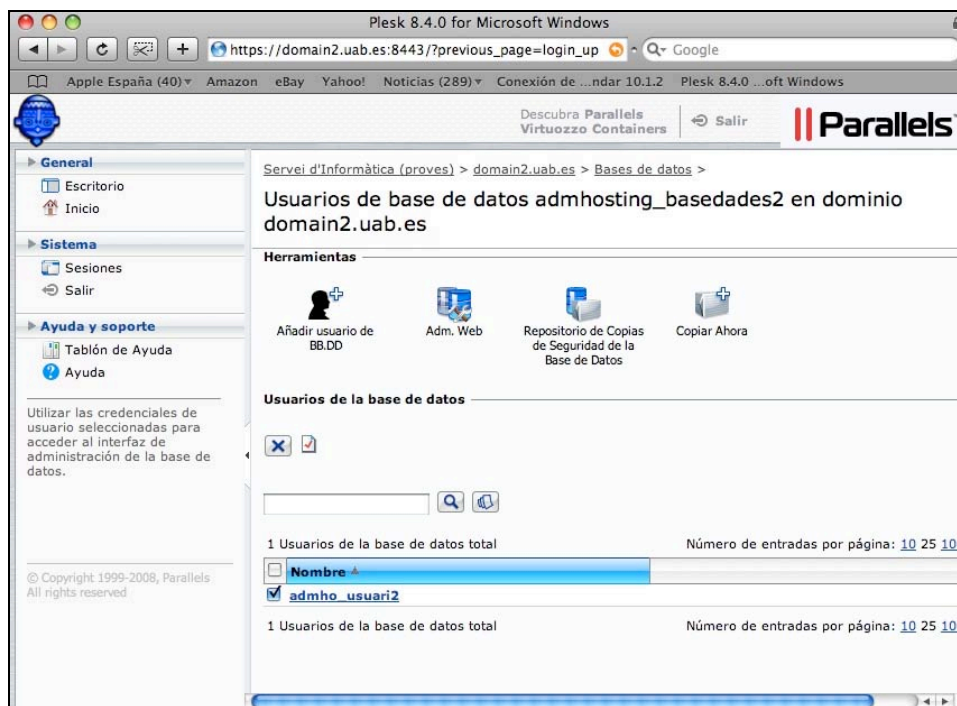 Plesk 8.4.0 for Microsoft Windows
https://domain2.uab.es:8443/?previous_page=login_up
Google
Apple España (40) Amazon eBay Yahoo! Noticias (289) Conexión de ...ndar 10.1.2 Plesk 8.4.0 ...oft Windows
Descubra Parallels
Virtuozzo Containers
Salir
Parallels
General
Escritorio
Inicio
Sistema
Sesiones
Salir
Ayuda y soporte
Tablón de Ayuda
Ayuda
Utilizar las credenciales de
usuario seleccionadas para
acceder al interfaz de
administración de la base de
datos.
© Copyright 1999-2008, Parallels
All rights reserved
Servei d'Informàtica (proves) > domain2.uab.es > Bases de datos >
Usuarios de base de datos admhosting_basedades2 en dominio
domain2.uab.es
Herramientas
Añadir usuario de
BB.DD
Adm. Web
Repositorio de Copias
de Seguridad de la
Base de Datos
Copiar Ahora
Usuarios de la base de datos
1 Usuarios de la base de datos total
Número de entradas por página: 10 25 10
Nombre
admho_usuari2
1 Usuarios de la base de datos total
Número de entradas por página: 10 25 10